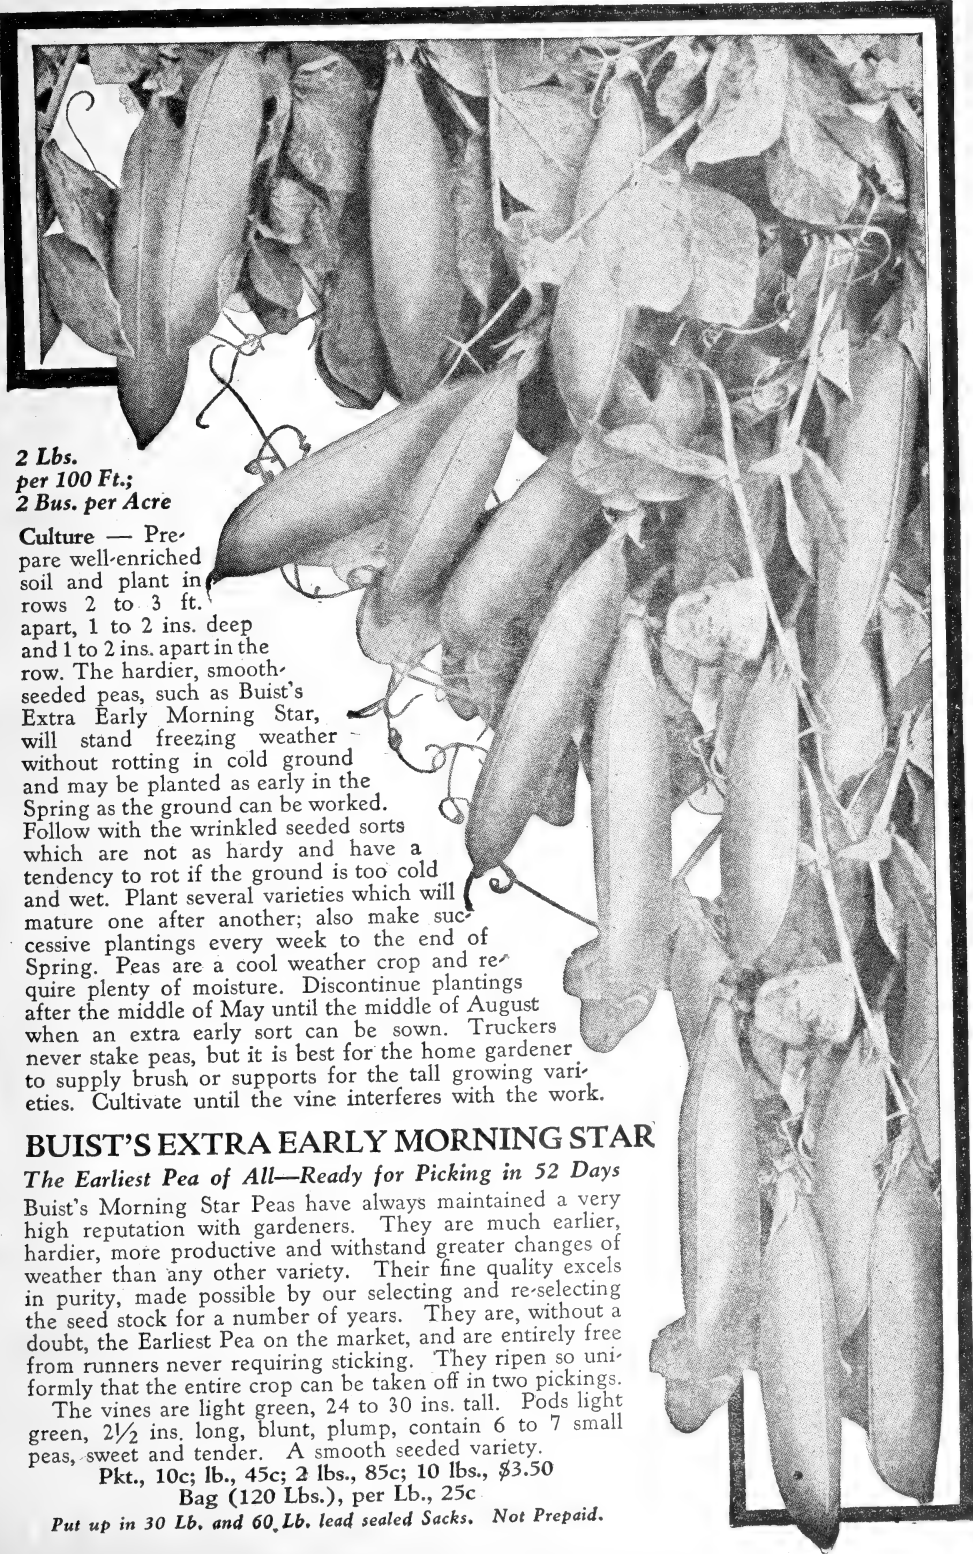 2 Lbs.
per 100 Ft.;
2 Bus. per Acre
Culture — Pre-
pare well-enriched
soil and plant in
rows 2 to 3 ft.
apart, 1 to 2 ins. deep
and 1 to 2 ins. apart in the
row. The hardier, smooth-
seeded peas, such as Buist's
Extra Early Morning Star,
will stand freezing weather
without rotting in cold ground
and may be planted as early in the
Spring as the ground can be worked.
Follow with the wrinkled seeded sorts
which are not as hardy and have a
tendency to rot if the ground is too cold
and wet. Plant several varieties which will
mature one after another; also make suc-
cessive plantings every week to the end of
Spring. Peas are a cool weather crop and re-
quire plenty of moisture. Discontinue plantings
after the middle of May until the middle of August
when an extra early sort can be sown. Truckers
never stake peas, but it is best for the home gardener
to supply brush or supports for the tall growing vari-
eties. Cultivate until the vine interferes with the work.
BUIST'S EXTRA EARLY MORNING STAR
The Earliest Pea of All—Ready for Picking in 52 Days
Buist's Morning Star Peas have always maintained a very
high reputation with gardeners. They are much earlier,
hardier, more productive and withstand greater changes of
weather than any other variety. Their fine quality excels
in purity, made possible by our selecting and re-selecting
the seed stock for a number of years. They are, without a
doubt, the Earliest Pea on the market, and are entirely free
from runners never requiring sticking. They ripen so uni-
formly that the entire crop can be taken off in two pickings.
The vines are light green, 24 to 30 ins. tall. Pods light
green, 2½ ins. long, blunt, plump, contain 6 to 7 small
peas, sweet and tender. A smooth seeded variety.
Pkt., 10c; lb., 45c; 2 lbs., 85c; 10 lbs., $3.50
Bag (120 Lbs.), per Lb., 25c
Put up in 30 Lb. and 60 Lb. lead sealed Sacks. Not Prepaid.